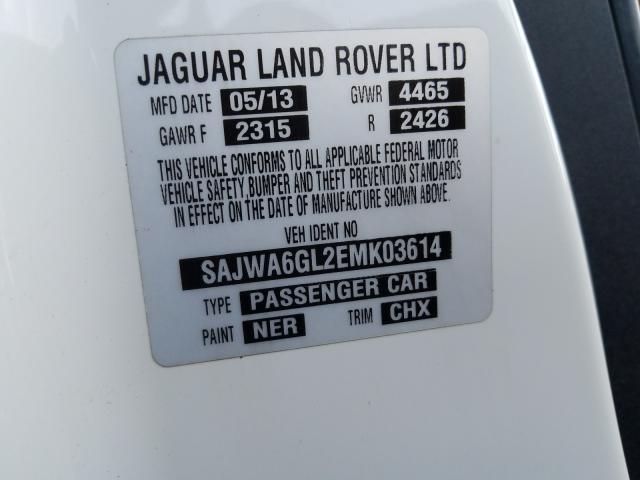 JAGUAR LAND ROVER LTD
MFD DATE 05/13 GVWR 4465
GAWR F 2315 R 2426
THIS VEHICLE CONFORMS TO ALL APPLICABLE FEDERAL MOTOR
VEHICLE SAFETY, BUMPER AND THEFT PREVENTION STANDARDS
IN EFFECT ON THE DATE OF MANUFACTURE SHOWN ABOVE.
VEH IDENT NO
SAJWA6GL2EMK03614
TYPE PASSENGER CAR
PAINT NER TRIM CHX